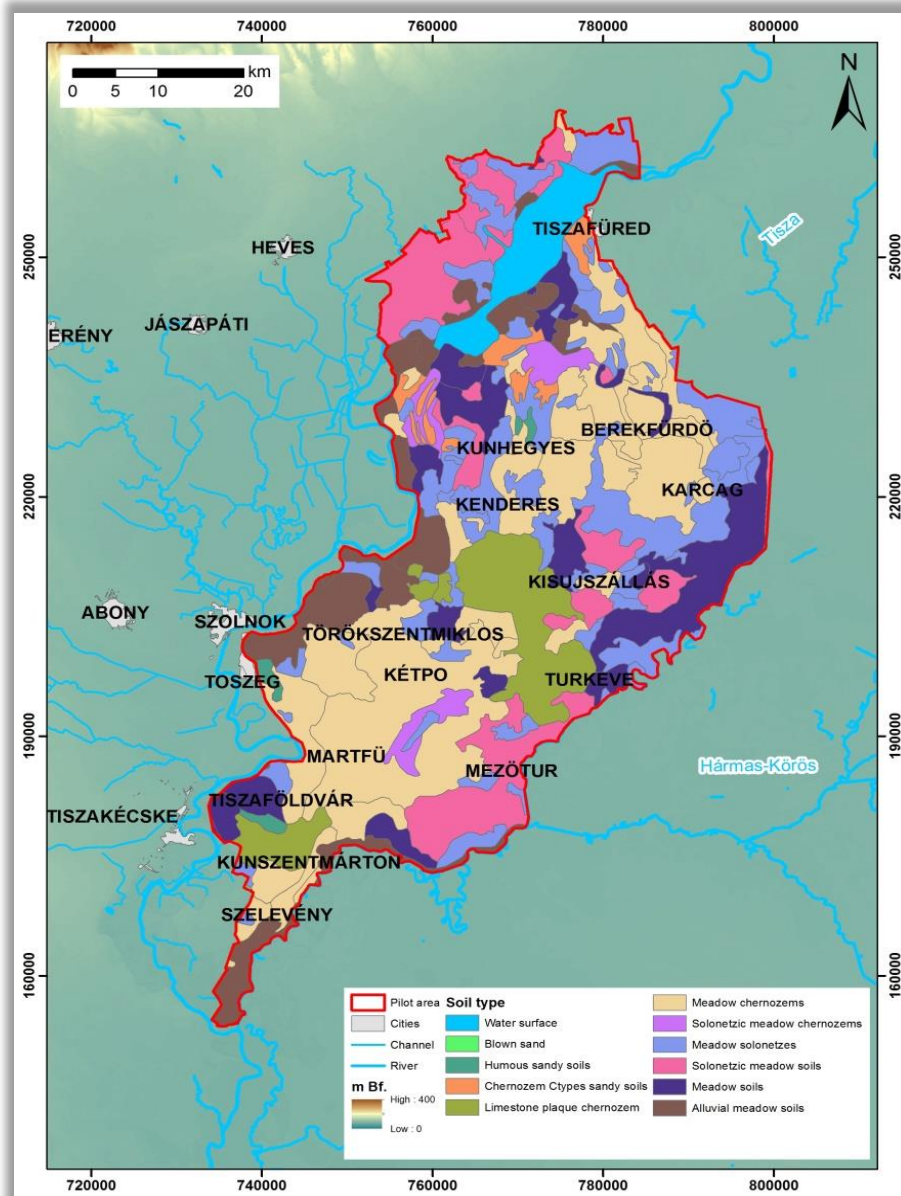 720000 740000 760000 780000 800000
km
0 5 10 20
N
250000
220000
190000
160000
TISZAFÜRED
Tisza
HEVES
JÁSZAPÁTI
ERÉNY
BEREKFÜRDÖ
KUNHEGYES
KARCAG
KENDERES
KISUJSZÁLLÁS
ABONY
SZOLNOK
TÖRÖKSZENTMIKLOS
TOSZEG
KÉTPO
TURKEVE
MARTFÜ
MEZÖTUR
Hármas-Körös
TISZAFÖLDVÁR
TISZAKÉCSKE
KUNSZENTMÁRTON
SZELEVÉNY
250000
220000
190000
160000
Pilot area
Cities
Channel
River
m Bf.
High : 400
Low : 0
Soil type
Water surface
Blown sand
Humous sandy soils
Chernozem Ctypes sandy soils
Limestone plaque chernozem
Meadow chernozems
Solonetzic meadow chernozems
Meadow solonetzes
Solonetzic meadow soils
Meadow soils
Alluvial meadow soils
720000 740000 760000 780000 800000